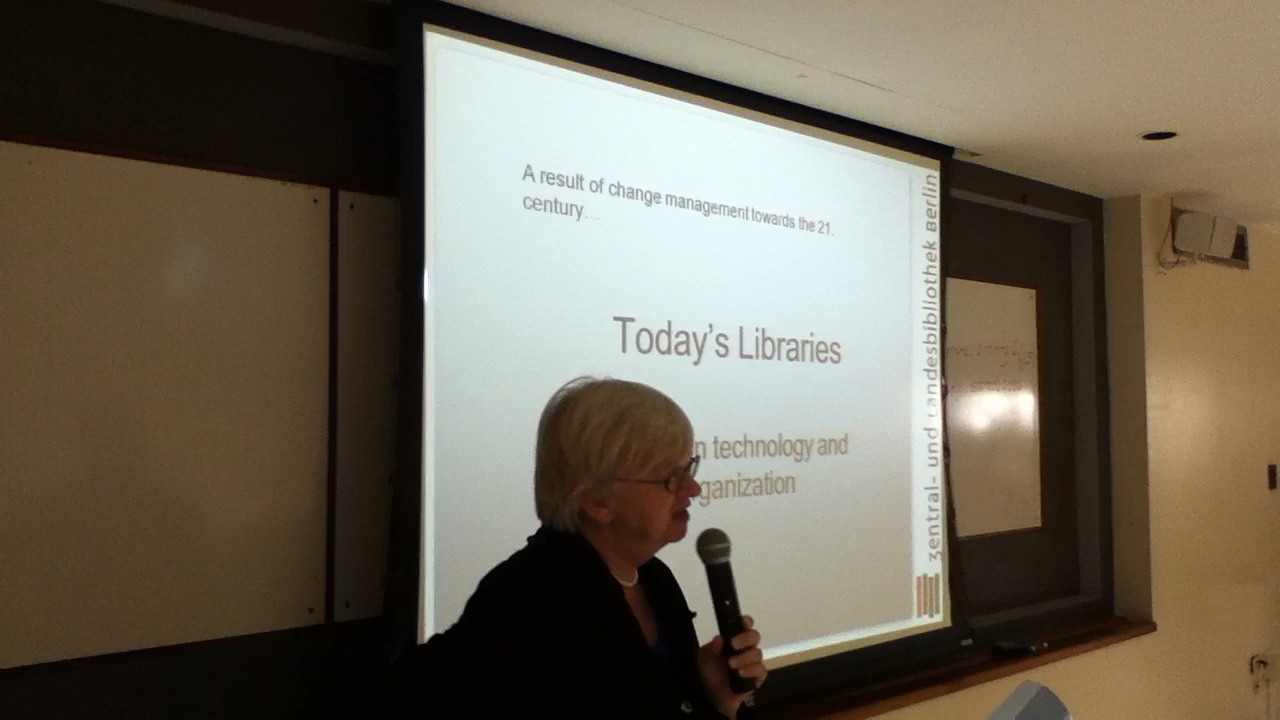 A result of change management towards the 21.
century...
Today's Libraries
technology and
ganization
Zentral- und Landesbibliothek Berlin